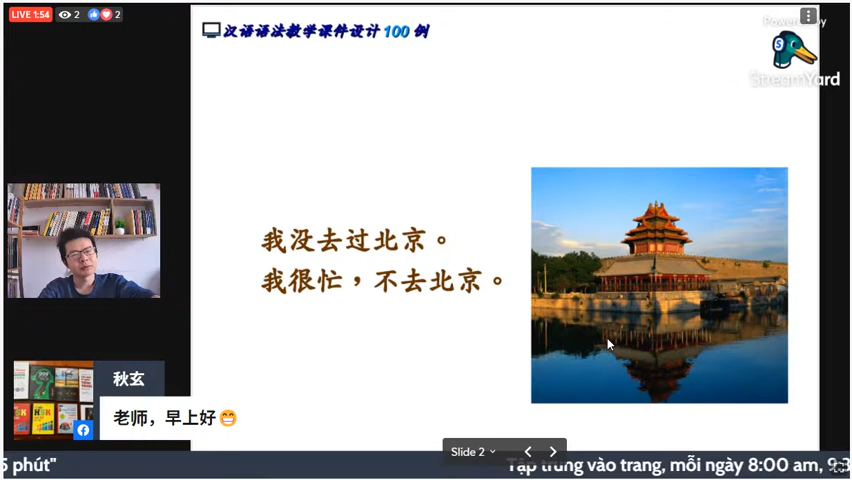 LIVE 1:54
2
2
汉语语法教学课件设计100例
Powered by
StreamYard
我没去过北京。
我很忙，不去北京。
秋玄
老师，早上好😁
Slide 2
5 phút"
Tập trung vào trang, mỗi ngày 8:00 am, 9:3